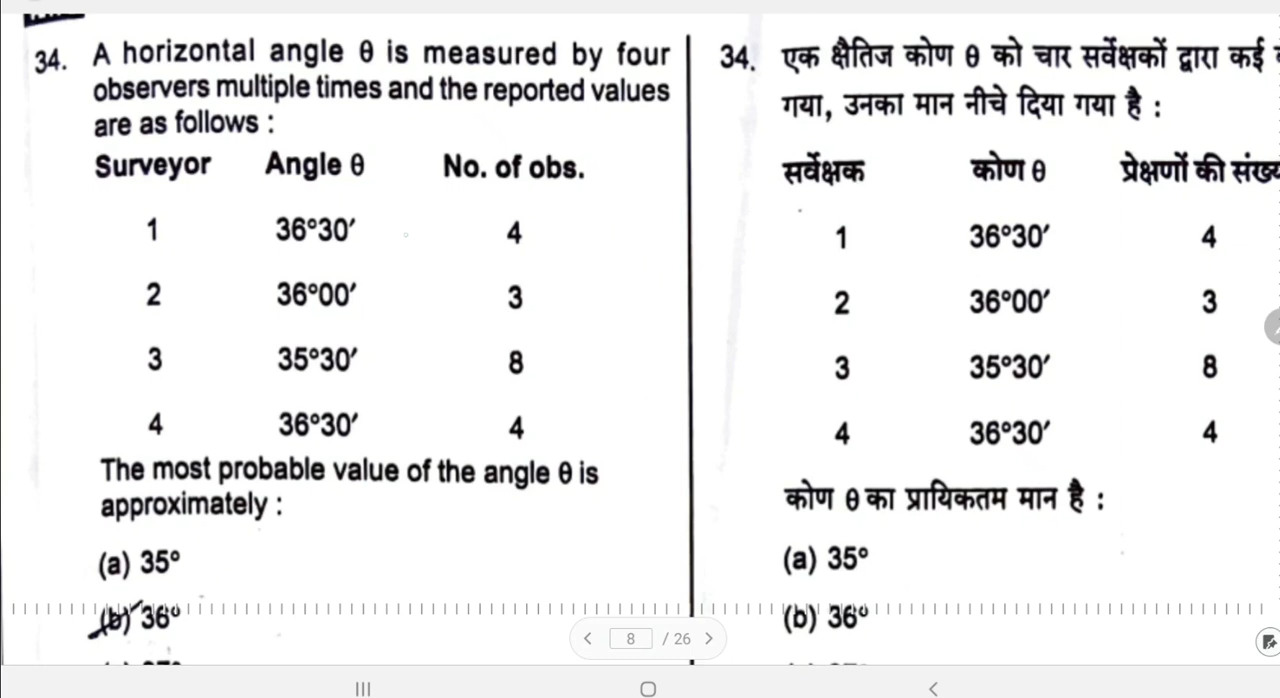 34. A horizontal angle θ is measured by four
observers multiple times and the reported values
are as follows :
Surveyor Angle θ No. of obs.
1 36°30′ 4
2 36°00′ 3
3 35°30′ 8
4 36°30′ 4
The most probable value of the angle θ is
approximately :
(a) 35°
(b) 36°
34. एक क्षैतिज कोण θ को चार सर्वेक्षकों द्वारा कई
गया, उनका मान नीचे दिया गया है :
सर्वेक्षक कोण θ प्रेक्षणों की
1 36°30′ 4
2 36°00′ 3
3 35°30′ 8
4 36°30′ 4
कोण θ का प्रायिकतम मान है :
(a) 35°
(b) 36°
8 / 26